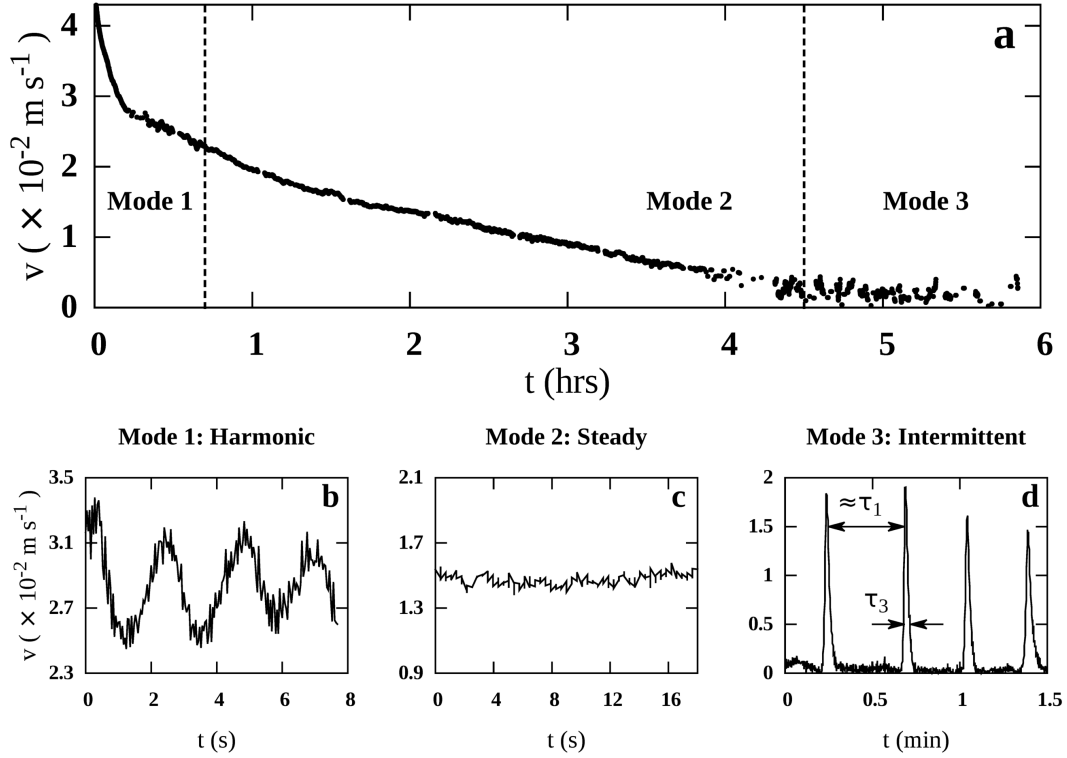 a
v ( × 10⁻² m s⁻¹ )
4
3
2
1
0
Mode 1
Mode 2
Mode 3
0 1 2 3 4 5 6
t (hrs)
Mode 1: Harmonic
b
v ( × 10⁻² m s⁻¹ )
3.5
3.1
2.7
2.3
0 2 4 6 8
t (s)
Mode 2: Steady
c
2.1
1.7
1.3
0.9
0 4 8 12 16
t (s)
Mode 3: Intermittent
d
2
1.5
1
0.5
0
≈τ₁
τ₃
0 0.5 1 1.5
t (min)